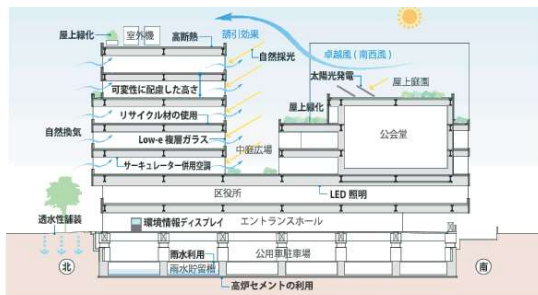 屋上緑化
室外機
高断熱
誘引効果
自然採光
卓越風(南西風)
太陽光発電
屋上庭園
可変性に配慮した高さ
屋上緑化
リサイクル材の使用
自然換気
Low-e 複層ガラス
中庭広場
公会堂
サーキュレーター併用空調
区役所
LED 照明
透水性舗装
環境情報ディスプレイ
エントランスホール
北
雨水利用
公用車駐車場
南
雨水貯留槽
高炉セメントの利用